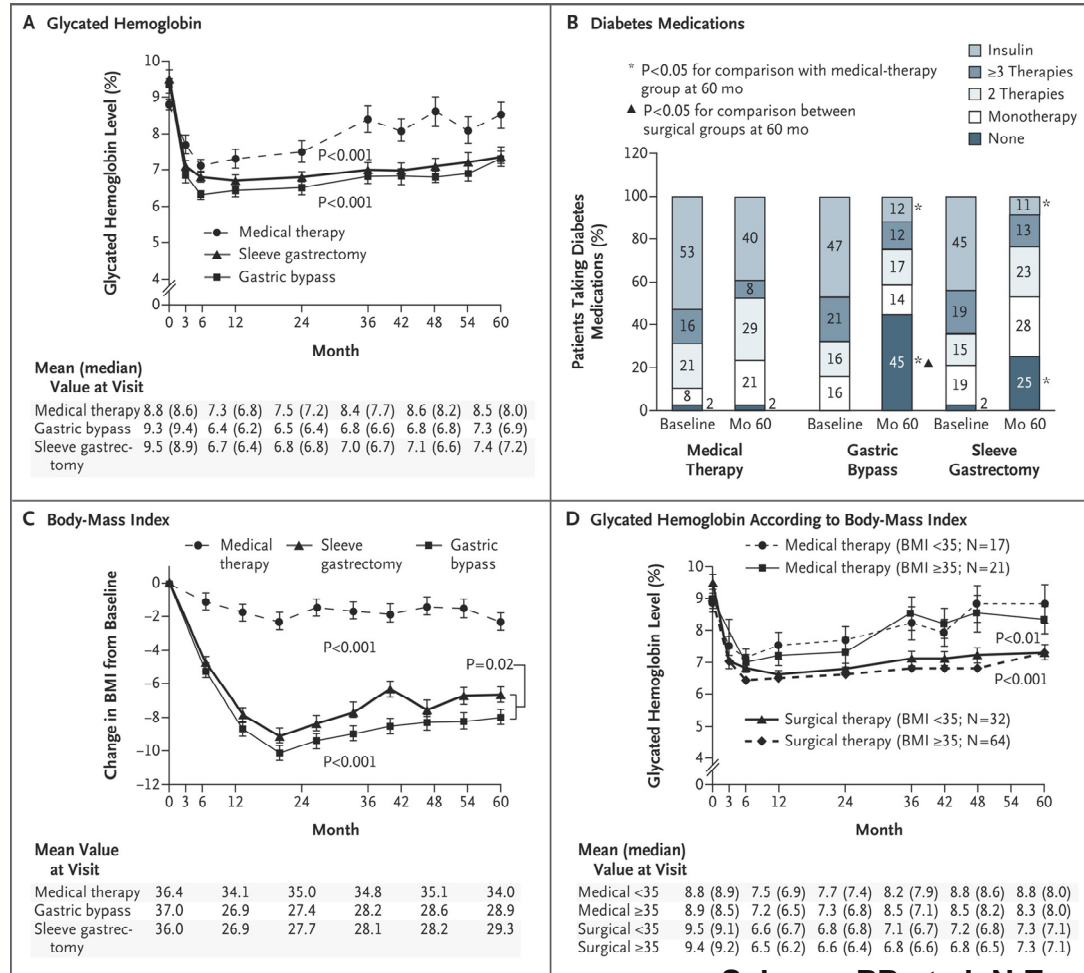 A Glycated Hemoglobin
Glycated Hemoglobin Level (%)
10
9
8
7
6
5
4
0
P<0.001
P<0.001
Medical therapy
Sleeve gastrectomy
Gastric bypass
0 3 6 12 24 36 42 48 54 60
Month
Mean (median)
Value at Visit
Medical therapy 8.8 (8.6) 7.3 (6.8) 7.5 (7.2) 8.4 (7.7) 8.6 (8.2) 8.5 (8.0)
Gastric bypass 9.3 (9.4) 6.4 (6.2) 6.5 (6.4) 6.8 (6.6) 6.8 (6.8) 7.3 (6.9)
Sleeve gastrec- 9.5 (8.9) 6.7 (6.4) 6.8 (6.8) 7.0 (6.7) 7.1 (6.6) 7.4 (7.2)
tomy
B Diabetes Medications
* P<0.05 for comparison with medical-therapy
group at 60 mo
▲ P<0.05 for comparison between
surgical groups at 60 mo
Insulin
≥3 Therapies
2 Therapies
Monotherapy
None
Patients Taking Diabetes
Medications (%)
120
100
80
60
40
20
0
53
16
21
8
2
40
8
29
21
2
47
21
16
16
12 *
12
17
14
45 *▲
45
19
15
19
2
11 *
13
23
28
25 *
Baseline Mo 60 Baseline Mo 60 Baseline Mo 60
Medical Gastric Sleeve
Therapy Bypass Gastrectomy
C Body-Mass Index
Medical Sleeve Gastric
therapy gastrectomy bypass
Change in BMI from Baseline
0
−2
−4
−6
−8
−10
−12
P<0.001
P=0.02
P<0.001
0 3 6 12 24 36 42 48 54 60
Month
Mean Value
at Visit
Medical therapy 36.4 34.1 35.0 34.8 35.1 34.0
Gastric bypass 37.0 26.9 27.4 28.2 28.6 28.9
Sleeve gastrec- 36.0 26.9 27.7 28.1 28.2 29.3
tomy
D Glycated Hemoglobin According to Body-Mass Index
Medical therapy (BMI <35; N=17)
Medical therapy (BMI ≥35; N=21)
Glycated Hemoglobin Level (%)
10
9
8
7
6
5
4
0
P<0.01
P<0.001
Surgical therapy (BMI <35; N=32)
Surgical therapy (BMI ≥35; N=64)
0 3 6 12 24 36 42 48 54 60
Month
Mean (median)
Value at Visit
Medical <35 8.8 (8.9) 7.5 (6.9) 7.7 (7.4) 8.2 (7.9) 8.8 (8.6) 8.8 (8.0)
Medical ≥35 8.9 (8.5) 7.2 (6.5) 7.3 (6.8) 8.5 (7.1) 8.5 (8.2) 8.3 (8.0)
Surgical <35 9.5 (9.1) 6.6 (6.7) 6.8 (6.8) 7.1 (6.7) 7.2 (6.8) 7.3 (7.1)
Surgical ≥35 9.4 (9.2) 6.5 (6.2) 6.6 (6.4) 6.8 (6.6) 6.8 (6.5) 7.3 (7.1)